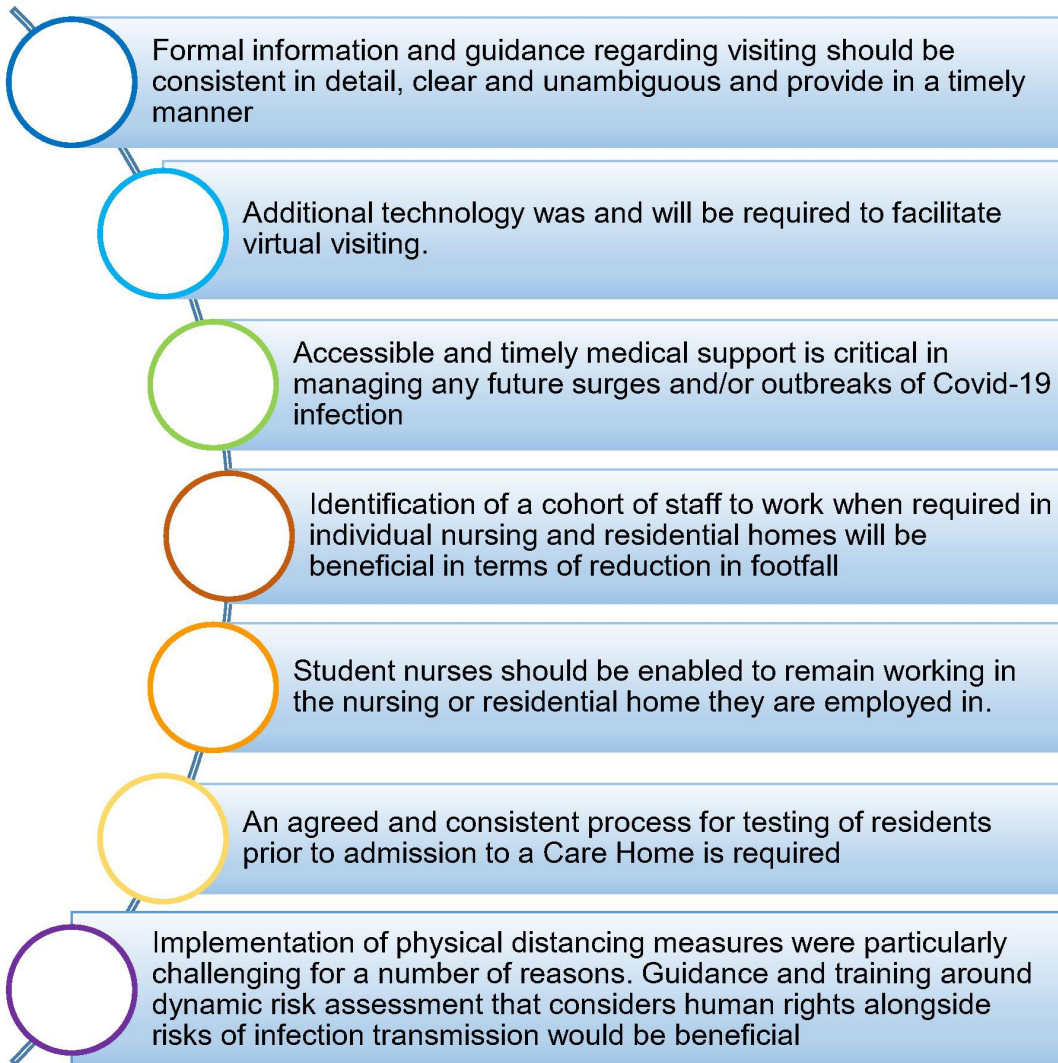 Formal information and guidance regarding visiting should be
consistent in detail, clear and unambiguous and provide in a timely
manner
Additional technology was and will be required to facilitate
virtual visiting.
Accessible and timely medical support is critical in
managing any future surges and/or outbreaks of Covid-19
infection
Identification of a cohort of staff to work when required in
individual nursing and residential homes will be
beneficial in terms of reduction in footfall
Student nurses should be enabled to remain working in
the nursing or residential home they are employed in.
An agreed and consistent process for testing of residents
prior to admission to a Care Home is required
Implementation of physical distancing measures were particularly
challenging for a number of reasons. Guidance and training around
dynamic risk assessment that considers human rights alongside
risks of infection transmission would be beneficial